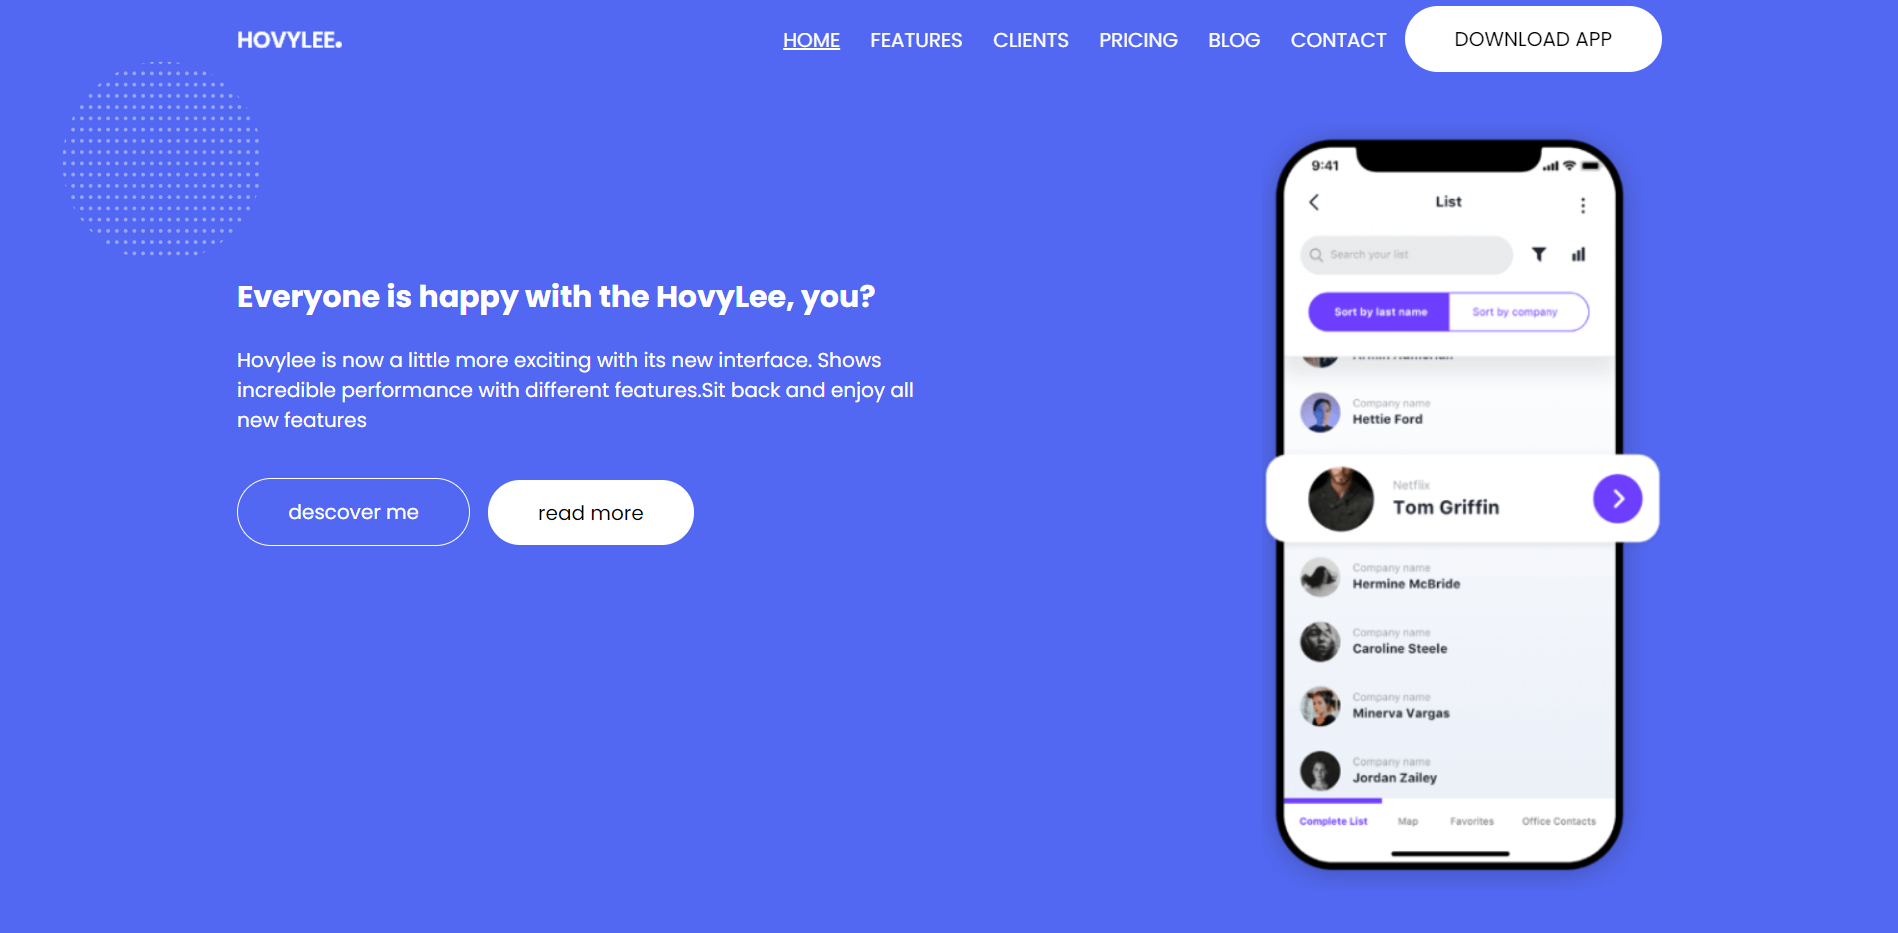 HOVYLEE.
HOME FEATURES CLIENTS PRICING BLOG CONTACT DOWNLOAD APP
Everyone is happy with the HovyLee, you?
Hovylee is now a little more exciting with its new interface. Shows
incredible performance with different features.Sit back and enjoy all
new features
descover me read more
9:41
List
Search your list
Sort by last name Sort by company
Company name
Hettie Ford
Netflix
Tom Griffin
Company name
Hermine McBride
Company name
Caroline Steele
Company name
Minerva Vargas
Company name
Jordan Zailey
Complete List Map Favorites Office Contacts